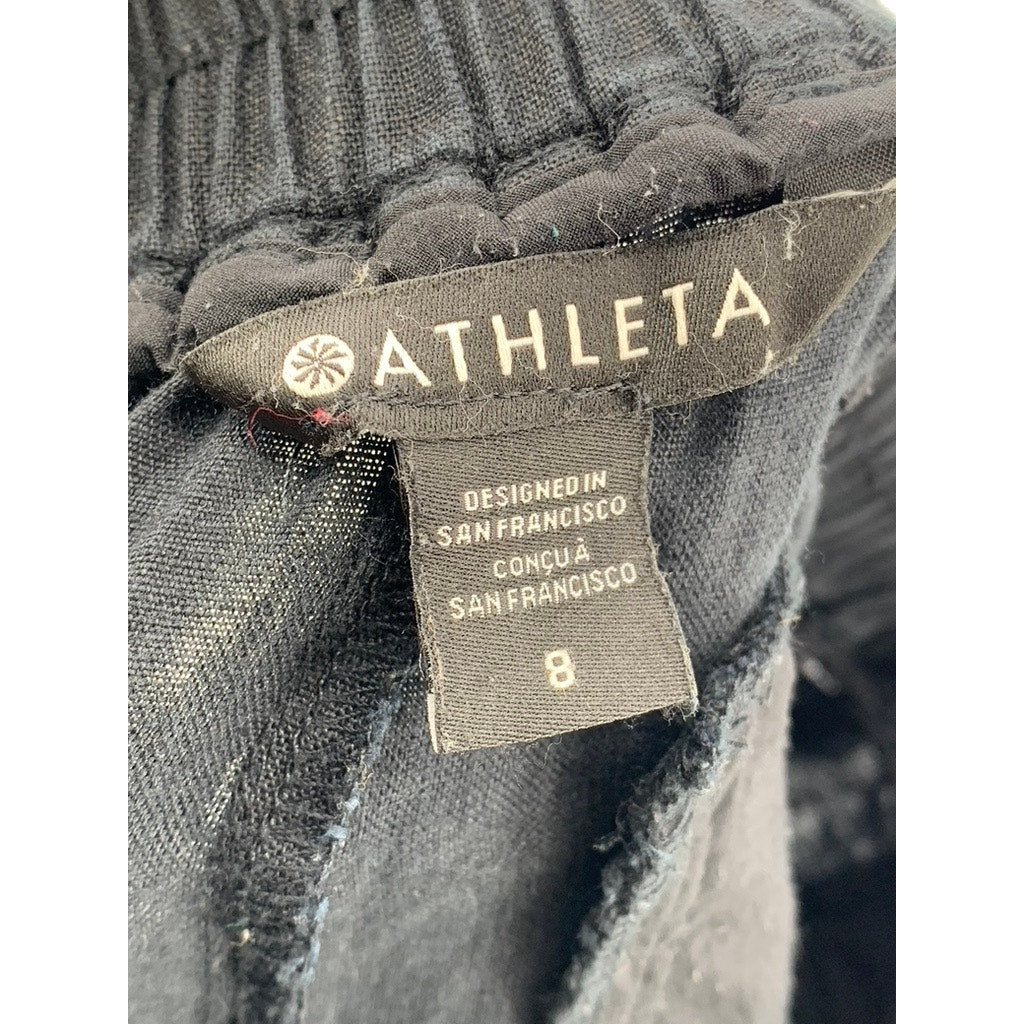 ATHLETA
DESIGNED IN
SAN FRANCISCO
CONÇU À
SAN FRANCISCO
8